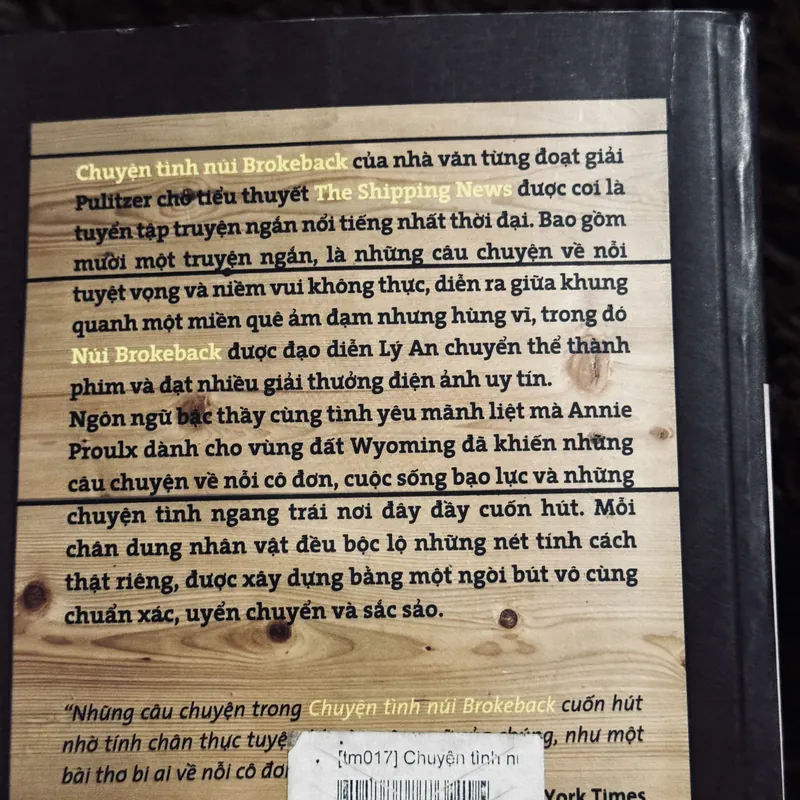 Chuyện tình núi Brokeback của nhà văn từng đoạt giải
Pulitzer cho tiểu thuyết The Shipping News được coi là
tuyển tập truyện ngắn nổi tiếng nhất thời đại. Bao gồm
mười một truyện ngắn, là những câu chuyện về nỗi
tuyệt vọng và niềm vui không thực, diễn ra giữa khung
quanh một miền quê ảm đạm nhưng hùng vĩ, trong đó
Núi Brokeback được đạo diễn Lý An chuyển thể thành
phim và đạt nhiều giải thưởng điện ảnh uy tín.
Ngôn ngữ bậc thầy cùng tình yêu mãnh liệt mà Annie
Proulx dành cho vùng đất Wyoming đã khiến những
câu chuyện về nỗi cô đơn, cuộc sống bạo lực và những
chuyện tình ngang trái nơi đây đầy cuốn hút. Mỗi
chân dung nhân vật đều bộc lộ những nét tính cách
thật riêng, được xây dựng bằng một ngòi bút vô cùng
chuẩn xác, uyển chuyển và sắc sảo.
“Những câu chuyện trong Chuyện tình núi Brokeback cuốn hút
nhờ tính chân thực tuyệt chúng, như một
bài thơ bi ai về nỗi cô đơn
[tm017] Chuyện tình
York Times